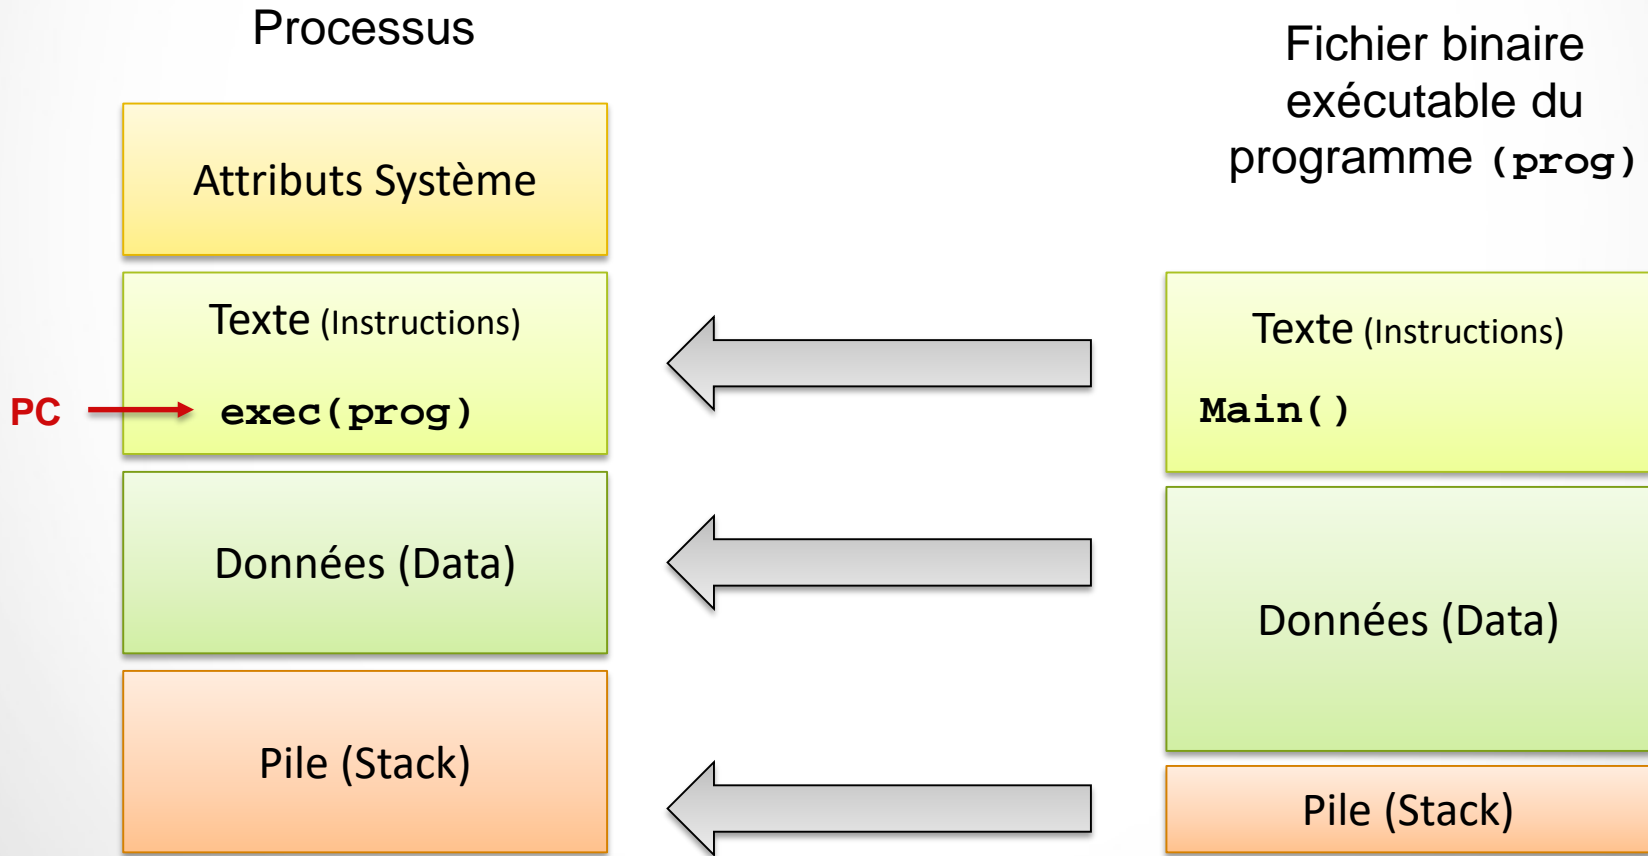 Processus
Attributs Système
Texte (Instructions)
PC
exec(prog)
Données (Data)
Pile (Stack)
Fichier binaire
exécutable du
programme (prog)
Texte (Instructions)
Main()
Données (Data)
Pile (Stack)